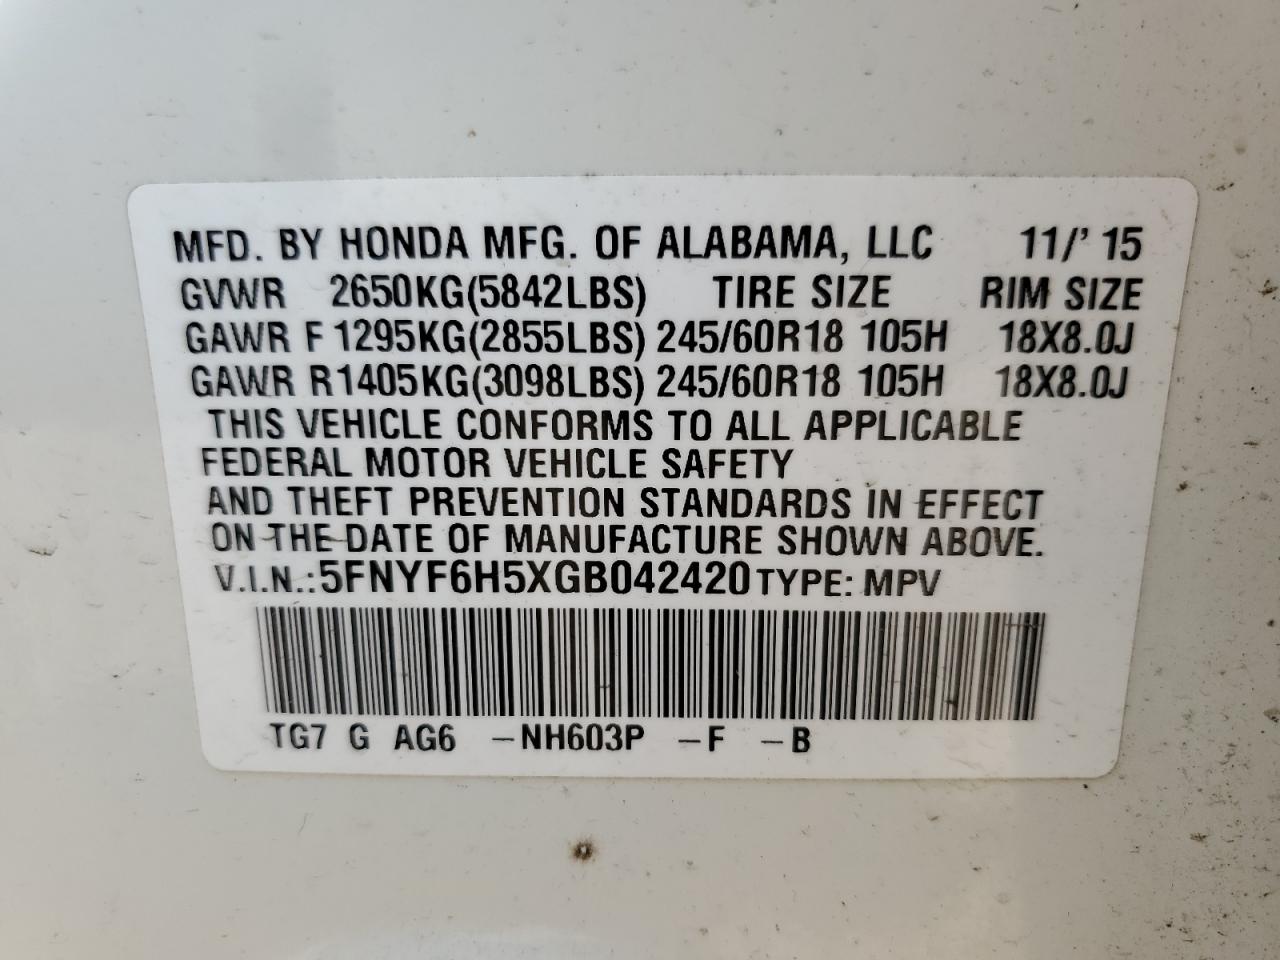 MFD. BY HONDA MFG. OF ALABAMA, LLC 11/' 15
GVWR 2650KG(5842LBS) TIRE SIZE RIM SIZE
GAWR F 1295KG(2855LBS) 245/60R18 105H 18X8.0J
GAWR R1405KG(3098LBS) 245/60R18 105H 18X8.0J
THIS VEHICLE CONFORMS TO ALL APPLICABLE
FEDERAL MOTOR VEHICLE SAFETY
AND THEFT PREVENTION STANDARDS IN EFFECT
ON THE DATE OF MANUFACTURE SHOWN ABOVE.
V.I.N.:5FNYF6H5XGB042420 TYPE: MPV
TG7 G AG6 –NH603P –F –B